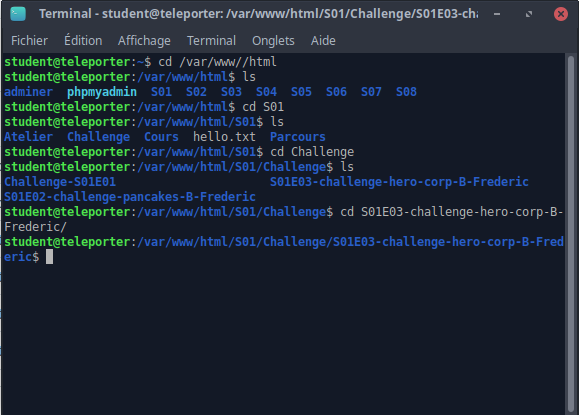 Terminal - student@teleporter: /var/www/html/S01/Challenge/S01E03-cha
Fichier Édition Affichage Terminal Onglets Aide
student@teleporter:~$ cd /var/www//html
student@teleporter:/var/www/html$ ls
adminer phpmyadmin S01 S02 S03 S04 S05 S06 S07 S08
student@teleporter:/var/www/html$ cd S01
student@teleporter:/var/www/html/S01$ ls
Atelier Challenge Cours hello.txt Parcours
student@teleporter:/var/www/html/S01$ cd Challenge
student@teleporter:/var/www/html/S01/Challenge$ ls
Challenge-S01E01 S01E03-challenge-hero-corp-B-Frederic
S01E02-challenge-pancakes-B-Frederic
student@teleporter:/var/www/html/S01/Challenge$ cd S01E03-challenge-hero-corp-B-
Frederic/
student@teleporter:/var/www/html/S01/Challenge/S01E03-challenge-hero-corp-B-Fred
eric$